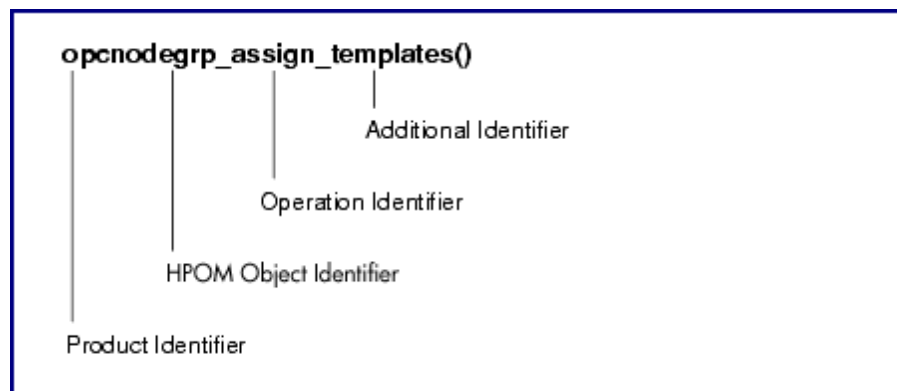 opcnodegrp_assign_templates()
Additional Identifier
Operation Identifier
HPOM Object Identifier
Product Identifier